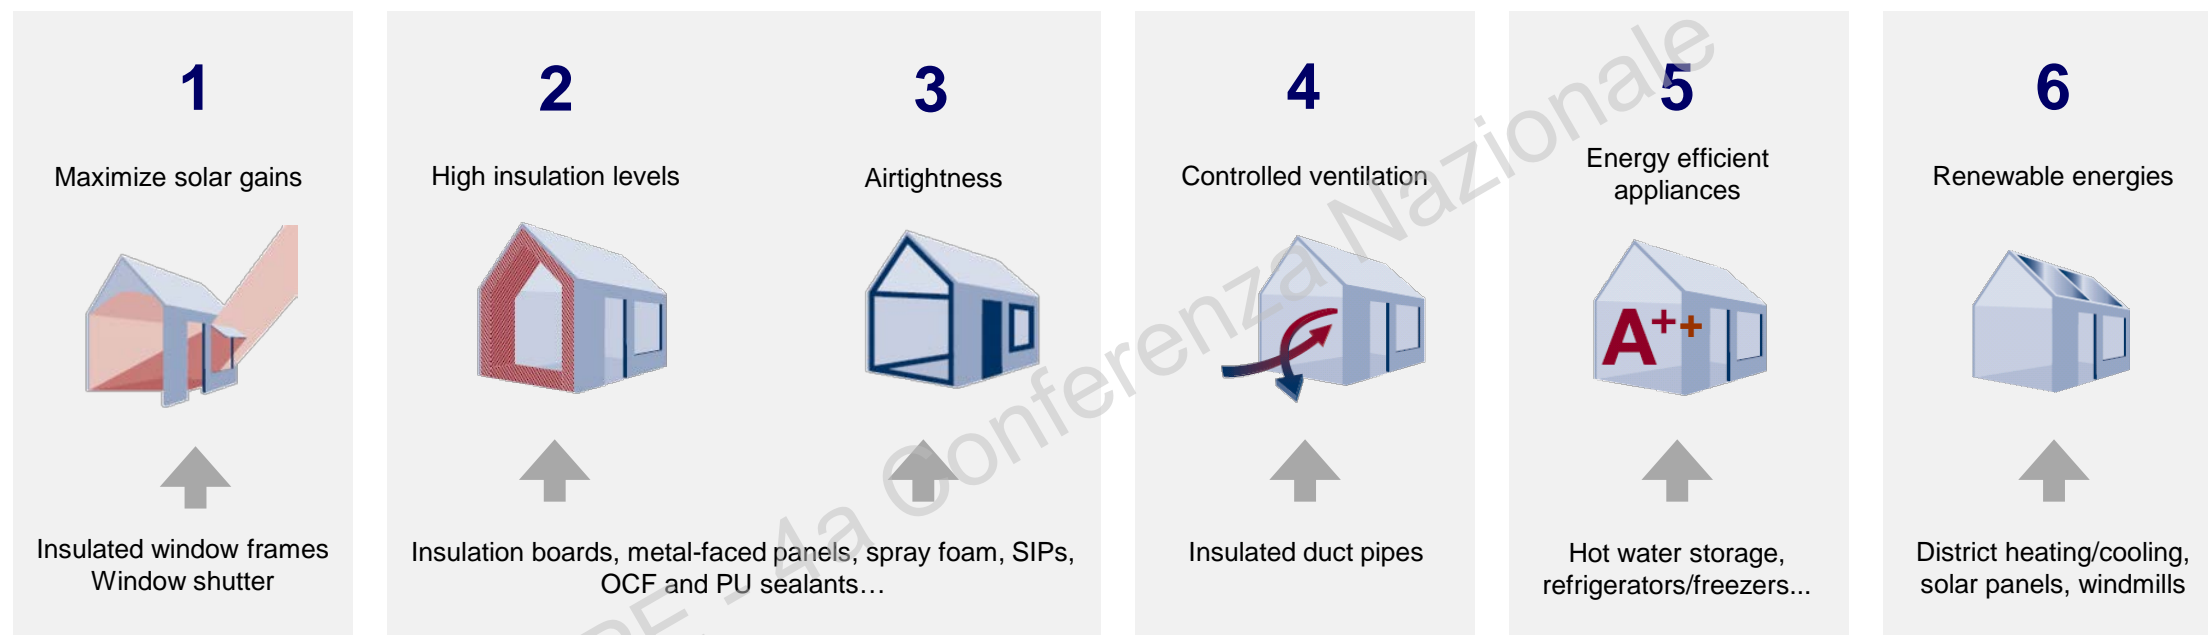 1
Maximize solar gains
Insulated window frames
Window shutter
2
High insulation levels
3
Airtightness
Insulation boards, metal-faced panels, spray foam, SIPs,
OCF and PU sealants…
4
Controlled ventilation
Insulated duct pipes
5
Energy efficient
appliances
A++
Hot water storage,
refrigerators/freezers...
6
Renewable energies
District heating/cooling,
solar panels, windmills
- 4a Conferenza Nazionale